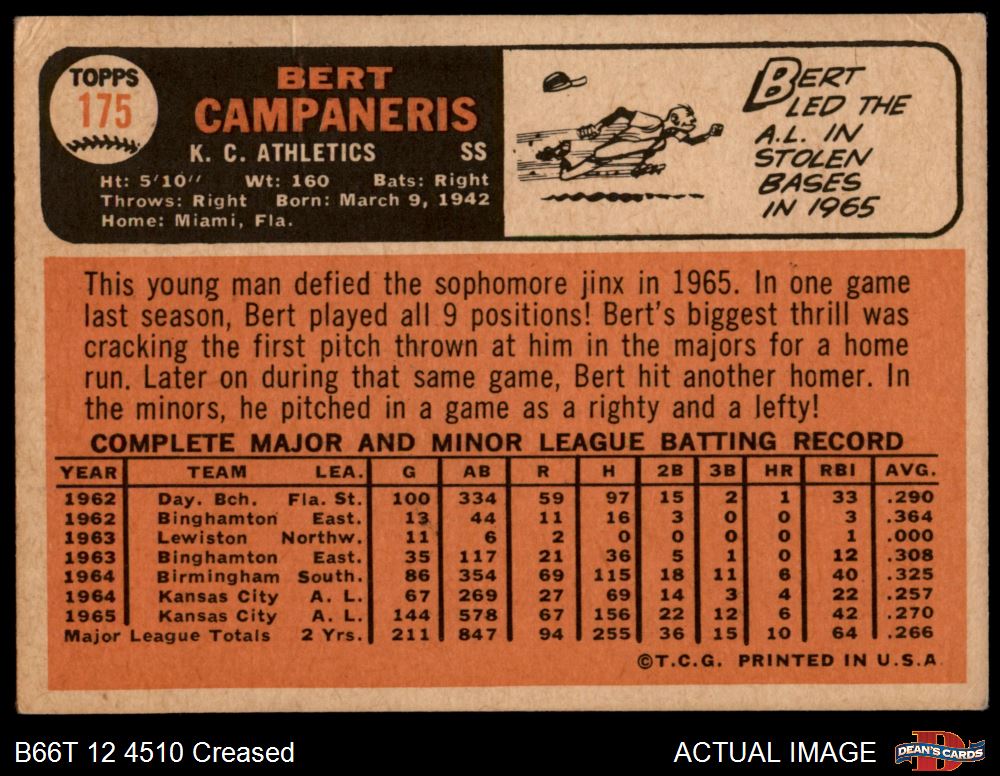 TOPPS
175
BERT
CAMPANERIS
K. C. ATHLETICS SS
Ht: 5'10" Wt: 160 Bats: Right
Throws: Right Born: March 9, 1942
Home: Miami, Fla.
BERT
LED THE
A.L. IN
STOLEN
BASES
IN 1965
This young man defied the sophomore jinx in 1965. In one game
last season, Bert played all 9 positions! Bert's biggest thrill was
cracking the first pitch thrown at him in the majors for a home
run. Later on during that same game, Bert hit another homer. In
the minors, he pitched in a game as a righty and a lefty!
COMPLETE MAJOR AND MINOR LEAGUE BATTING RECORD
YEAR TEAM LEA. G AB R H 2B 3B HR RBI AVG.
1962 Day. Bch. Fla. St. 100 334 59 97 15 2 1 33 .290
1962 Binghamton East. 13 44 11 16 3 0 0 3 .364
1963 Lewiston Northw. 11 6 2 0 0 0 0 1 .000
1963 Binghamton East. 35 117 21 36 5 1 0 12 .308
1964 Birmingham South. 86 354 69 115 18 11 6 40 .325
1964 Kansas City A. L. 67 269 27 69 14 3 4 22 .257
1965 Kansas City A. L. 144 578 67 156 22 12 6 42 .270
Major League Totals 2 Yrs. 211 847 94 255 36 15 10 64 .266
©T.C.G. PRINTED IN U.S.A.
B66T 12 4510 Creased
ACTUAL IMAGE
D
DEAN'S CARDS